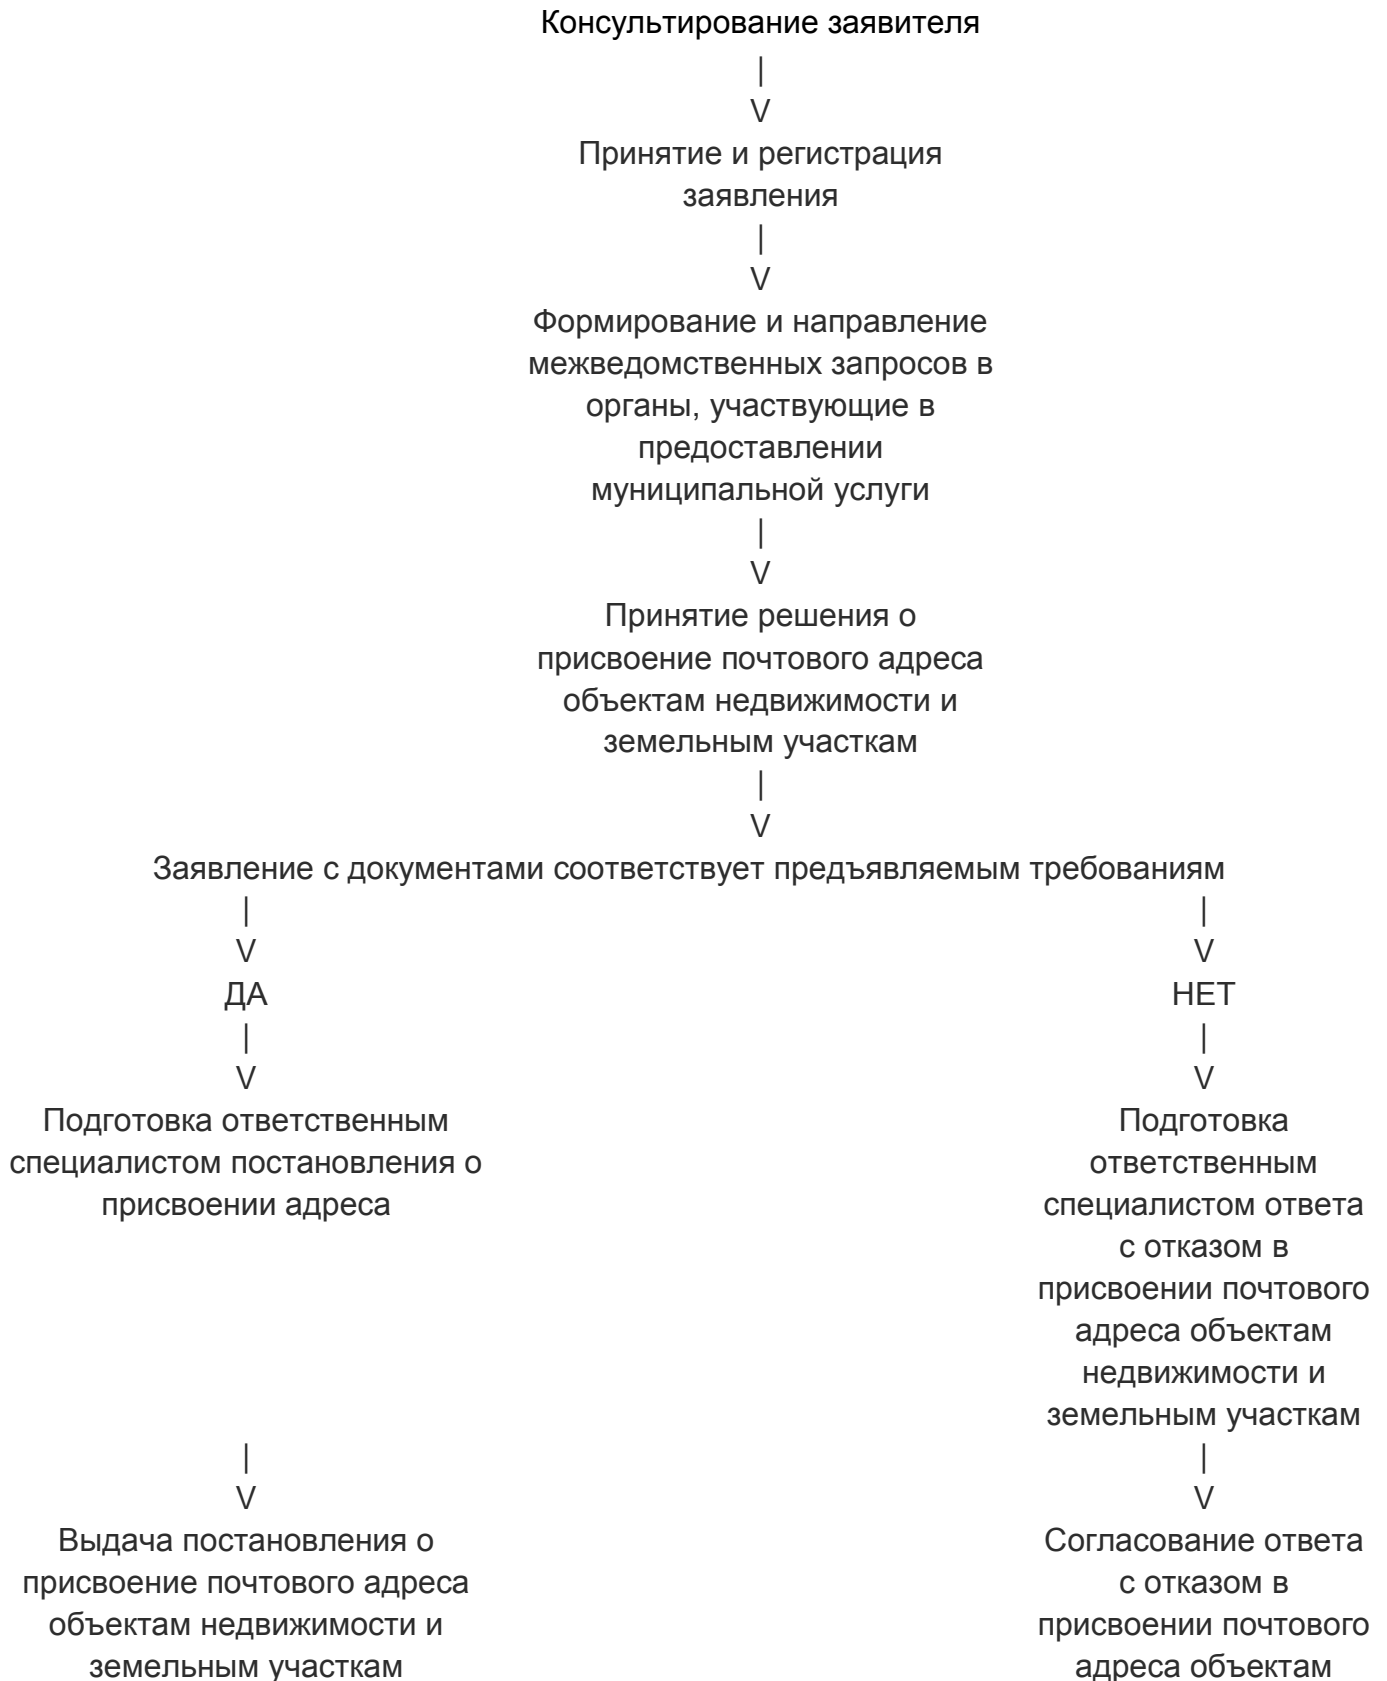 Консультирование заявителя
|
V
Принятие и регистрация
заявления
|
V
Формирование и направление
межведомственных запросов в
органы, участвующие в
предоставлении
муниципальной услуги
|
V
Принятие решения о
присвоение почтового адреса
объектам недвижимости и
земельным участкам
|
V
Заявление с документами соответствует предъявляемым требованиям
|
V
ДА
|
V
Подготовка ответственным
специалистом постановления о
присвоении адреса
|
V
Выдача постановления о
присвоение почтового адреса
объектам недвижимости и
земельным участкам
|
V
НЕТ
|
V
Подготовка
ответственным
специалистом ответа
с отказом в
присвоении почтового
адреса объектам
недвижимости и
земельным участкам
|
V
Согласование ответа
с отказом в
присвоении почтового
адреса объектам